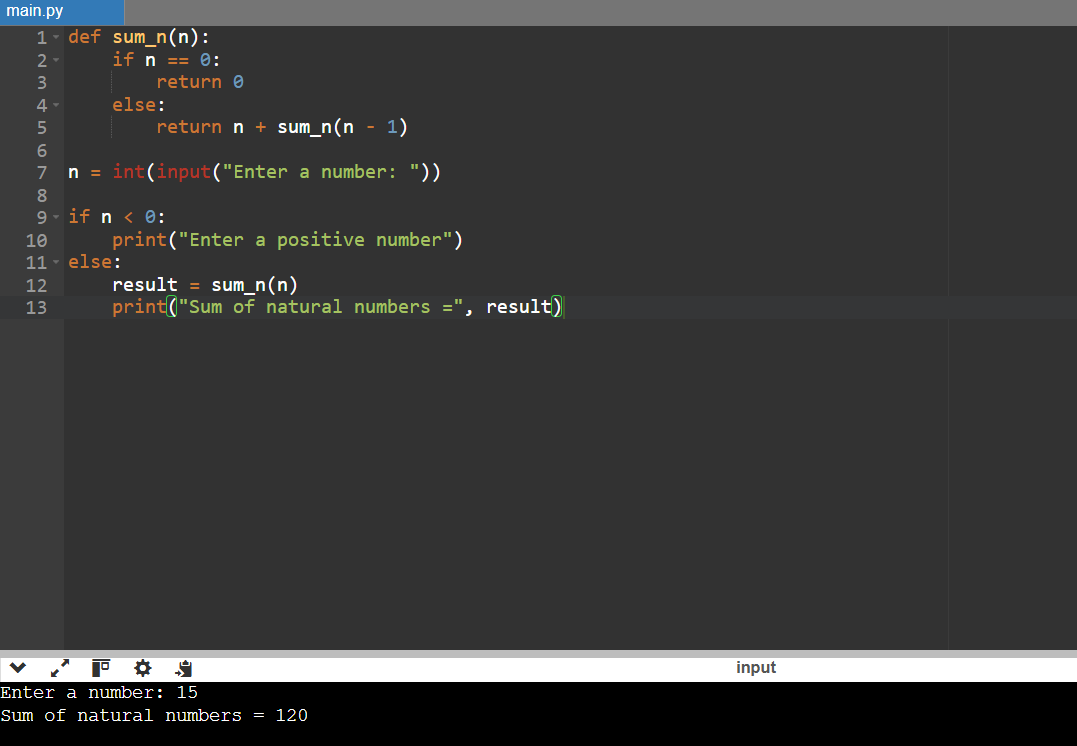 main.py
1 def sum_n(n):
2     if n == 0:
3         return 0
4     else:
5         return n + sum_n(n - 1)
6
7 n = int(input("Enter a number: "))
8
9 if n < 0:
10     print("Enter a positive number")
11 else:
12     result = sum_n(n)
13     print("Sum of natural numbers =", result)
input
Enter a number: 15
Sum of natural numbers = 120